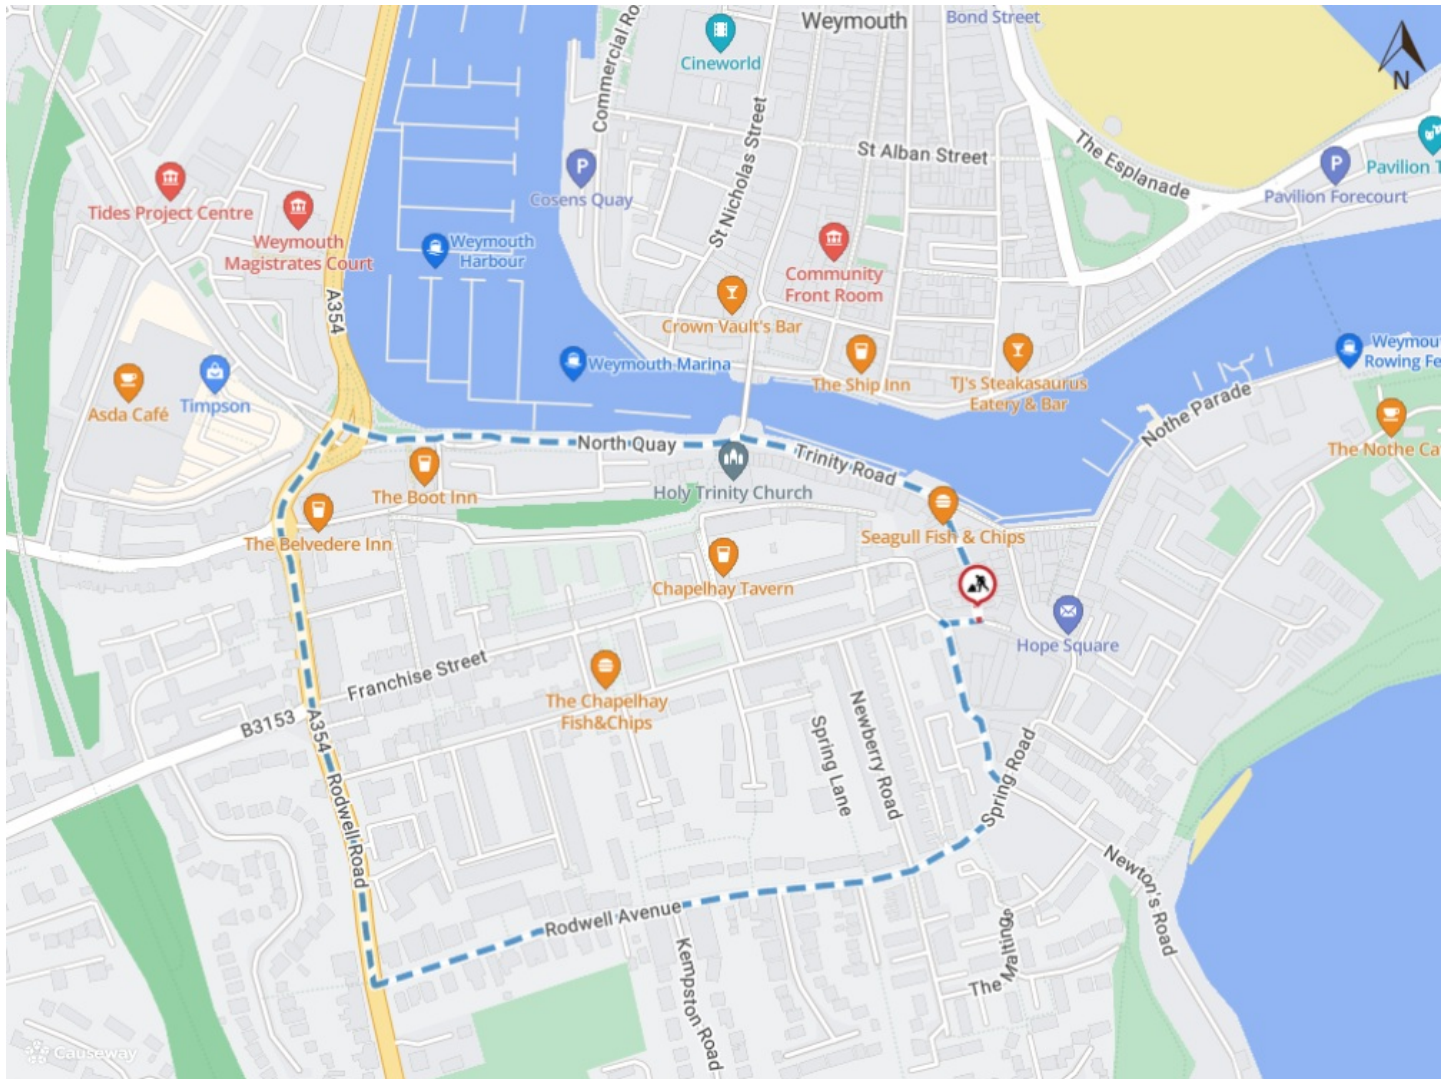 Weymouth
Bond Street
Cineworld
Commercial Ro
N
The Esplanade
St Alban Street
St Nicholas Street
Pavilion T
Pavilion Forecourt
Cosens Quay
Tides Project Centre
Weymouth
Magistrates Court
Weymouth
Harbour
Community
Front Room
A354
Crown Vault's Bar
Weymouth Marina
The Ship Inn
TJ's Steakasaurus
Eatery & Bar
Weymou
Rowing Fe
Asda Café
Timpson
Nothe Parade
The Nothe Ca
North Quay
Trinity Road
The Boot Inn
Holy Trinity Church
The Belvedere Inn
Seagull Fish & Chips
Chapelhay Tavern
Hope Square
Franchise Street
The Chapelhay
Fish&Chips
B3153
A354
Rodwell Road
Spring Lane
Newberry Road
Spring Road
Newton's Road
Rodwell Avenue
Kempston Road
The Maltings
Causeway